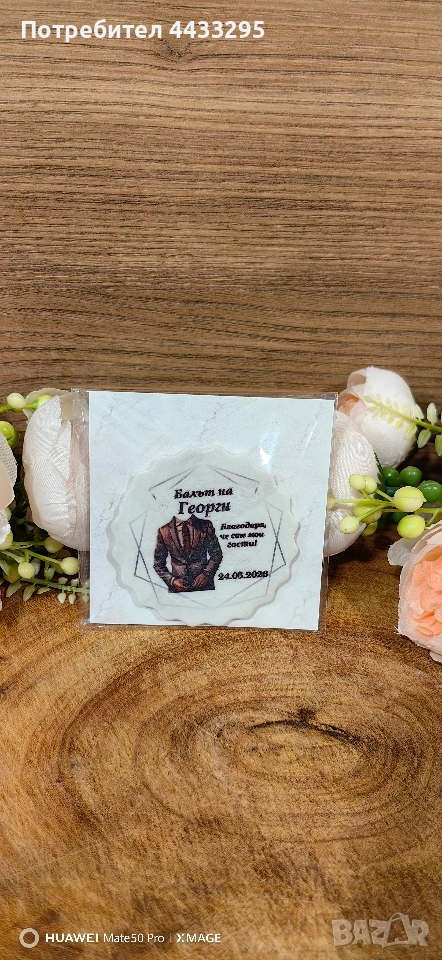 Потребител 4433295
Балът на
Георги
Благодаря,
че сте мои
гости!
24.05.2026
HUAWEI Mate50 Pro | XMAGE
BAZAR